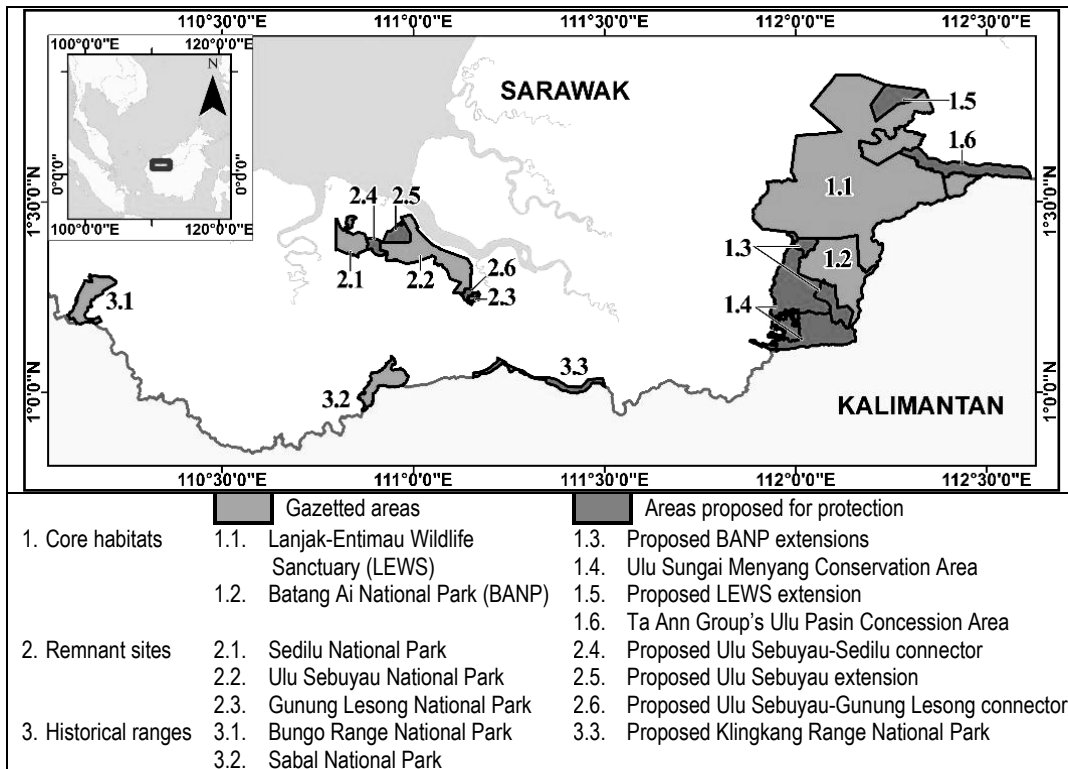 110°30'0"E 111°0'0"E 111°30'0"E 112°0'0"E 112°30'0"E
100°0'0"E 120°0'0"E
N
0°0'0" 0°0'0"
SARAWAK
KALIMANTAN
1°30'0"N 1°30'0"N
1°0'0"N 1°0'0"N
1.5
1.6
1.1
2.4 2.5
1.3 1.2
2.6
2.1 2.2 2.3
3.1 1.4
3.3
3.2
110°30'0"E 111°0'0"E 111°30'0"E 112°0'0"E 112°30'0"E
Gazetted areas Areas proposed for protection
1. Core habitats 1.1. Lanjak-Entimau Wildlife 1.3. Proposed BANP extensions
Sanctuary (LEWS) 1.4. Ulu Sungai Menyang Conservation Area
1.2. Batang Ai National Park (BANP) 1.5. Proposed LEWS extension
1.6. Ta Ann Group's Ulu Pasin Concession Area
2. Remnant sites 2.1. Sedilu National Park 2.4. Proposed Ulu Sebuyau-Sedilu connector
2.2. Ulu Sebuyau National Park 2.5. Proposed Ulu Sebuyau extension
2.3. Gunung Lesong National Park 2.6. Proposed Ulu Sebuyau-Gunung Lesong connector
3. Historical ranges 3.1. Bungo Range National Park 3.3. Proposed Klingkang Range National Park
3.2. Sabal National Park